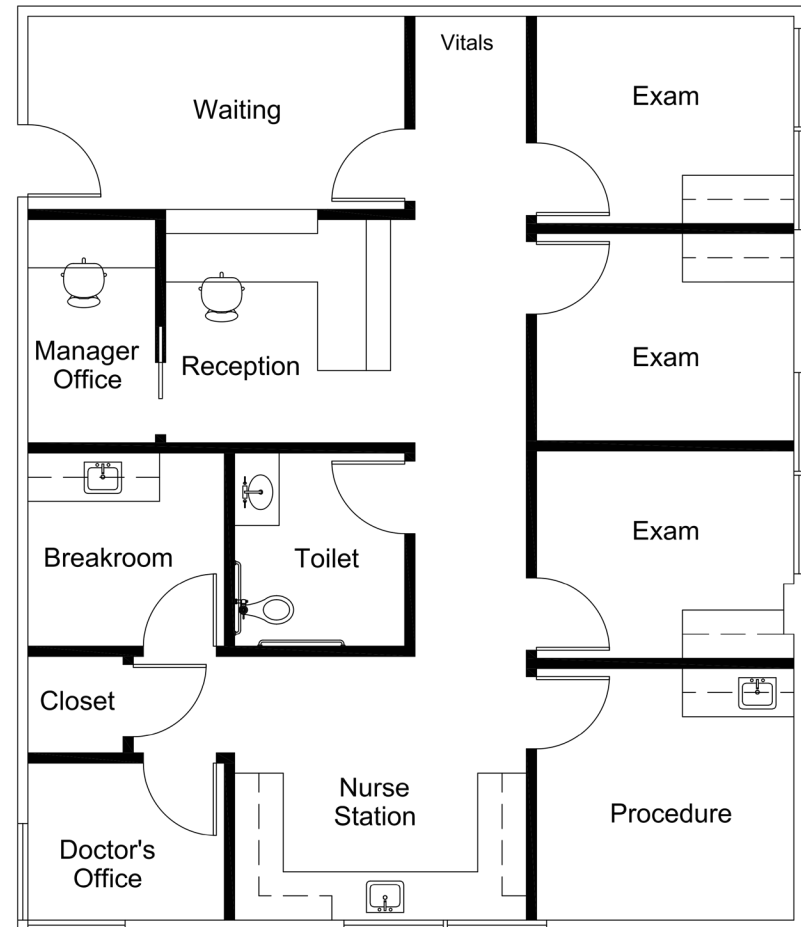 Vitals
Waiting
Exam
Manager
Office
Reception
Exam
Breakroom
Toilet
Exam
Closet
Nurse
Station
Procedure
Doctor's
Office